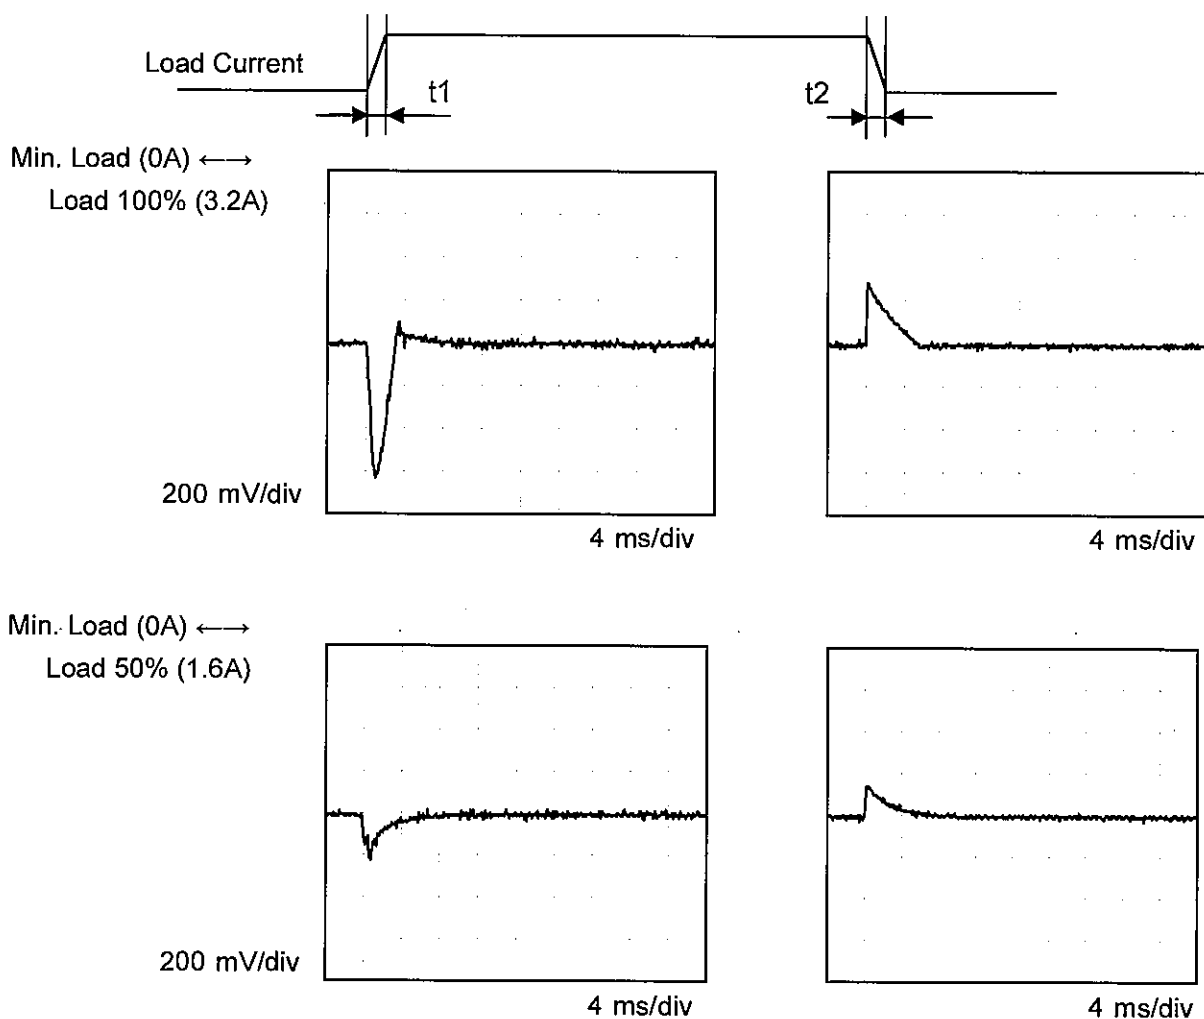 Load Current
t1
t2
Min. Load (0A) ←→
Load 100% (3.2A)
200 mV/div
4 ms/div
4 ms/div
Min. Load (0A) ←→
Load 50% (1.6A)
200 mV/div
4 ms/div
4 ms/div